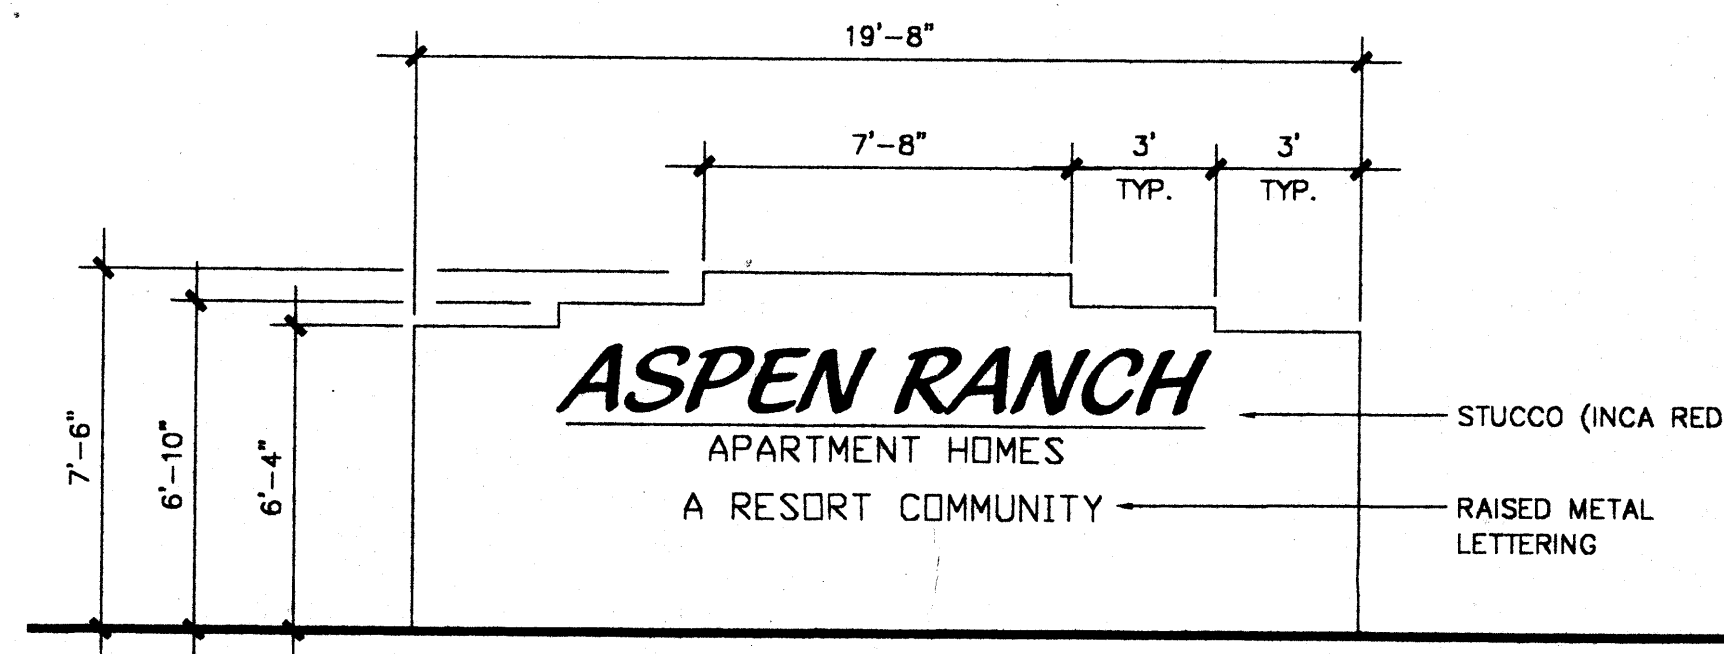 19'-8"
7'-8" 3' 3'
TYP. TYP.
ASPEN RANCH
APARTMENT HOMES
A RESORT COMMUNITY
7'-6"
6'-10"
6'-4"
STUCCO (INCA RED
RAISED METAL
LETTERING